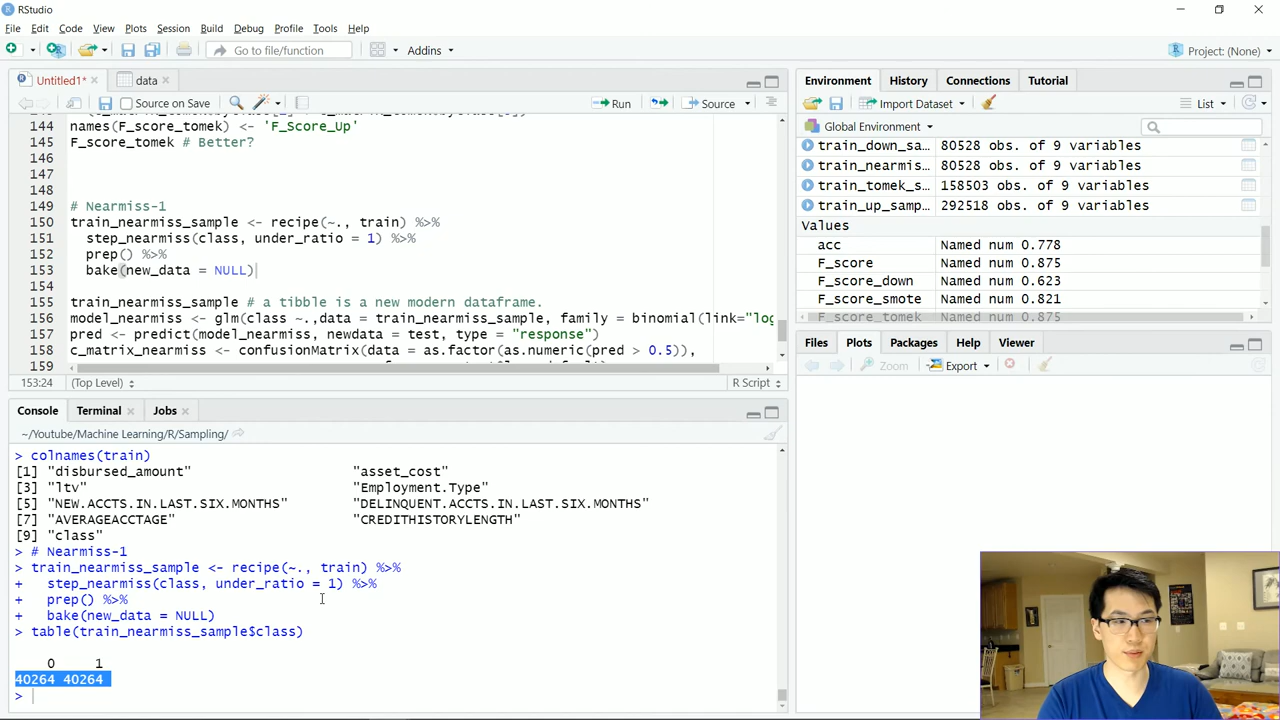 RStudio
File Edit Code View Plots Session Build Debug Profile Tools Help
Go to file/function Addins Project: (None)
Untitled1* data
Source on Save Run Source
144 names(F_score_tomek) <- 'F_Score_Up'
145 F_score_tomek # Better?
146
147
148
149 # Nearmiss-1
150 train_nearmiss_sample <- recipe(~., train) %>%
151 step_nearmiss(class, under_ratio = 1) %>%
152 prep() %>%
153 bake(new_data = NULL)
154
155 train_nearmiss_sample # a tibble is a new modern dataframe.
156 model_nearmiss <- glm(class ~.,data = train_nearmiss_sample, family = binomial(link="log
157 pred <- predict(model_nearmiss, newdata = test, type = "response")
158 c_matrix_nearmiss <- confusionMatrix(data = as.factor(as.numeric(pred > 0.5)),
159
153:24 (Top Level) R Script
Console Terminal Jobs
~/Youtube/Machine Learning/R/Sampling/
> colnames(train)
[1] "disbursed_amount" "asset_cost"
[3] "ltv" "Employment.Type"
[5] "NEW.ACCTS.IN.LAST.SIX.MONTHS" "DELINQUENT.ACCTS.IN.LAST.SIX.MONTHS"
[7] "AVERAGEACCTAGE" "CREDITHISTORYLENGTH"
[9] "class"
> # Nearmiss-1
> train_nearmiss_sample <- recipe(~., train) %>%
+ step_nearmiss(class, under_ratio = 1) %>%
+ prep() %>%
+ bake(new_data = NULL)
> table(train_nearmiss_sample$class)
0 1
40264 40264
>
Environment History Connections Tutorial
Import Dataset List
Global Environment
train_down_sa... 80528 obs. of 9 variables
train_nearmis... 80528 obs. of 9 variables
train_tomek_s... 158503 obs. of 9 variables
train_up_samp... 292518 obs. of 9 variables
Values
acc Named num 0.778
F_score Named num 0.875
F_score_down Named num 0.623
F_score_smote Named num 0.821
F_score_tomek Named num 0.875
Files Plots Packages Help Viewer
Zoom Export